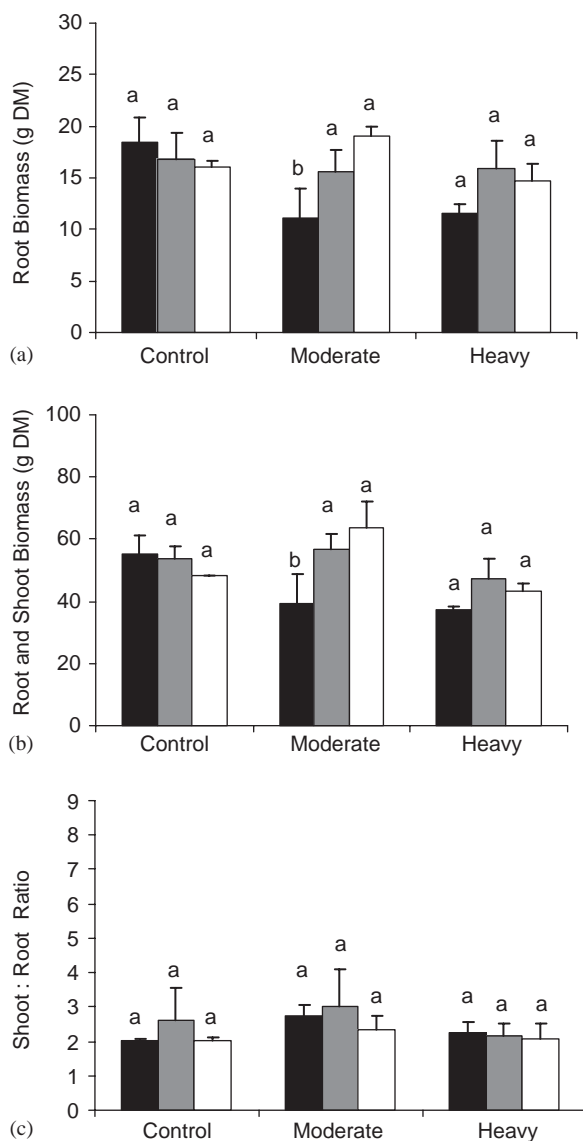 Root Biomass (g DM)
30
25
20
15
10
5
0
a a a
b a a
a a a
Control Moderate Heavy
(a)
Root and Shoot Biomass (g DM)
100
80
60
40
20
0
a a a
b a a
a a a
Control Moderate Heavy
(b)
Shoot : Root Ratio
9
8
7
6
5
4
3
2
1
0
a a a
a a a
a a a
Control Moderate Heavy
(c)